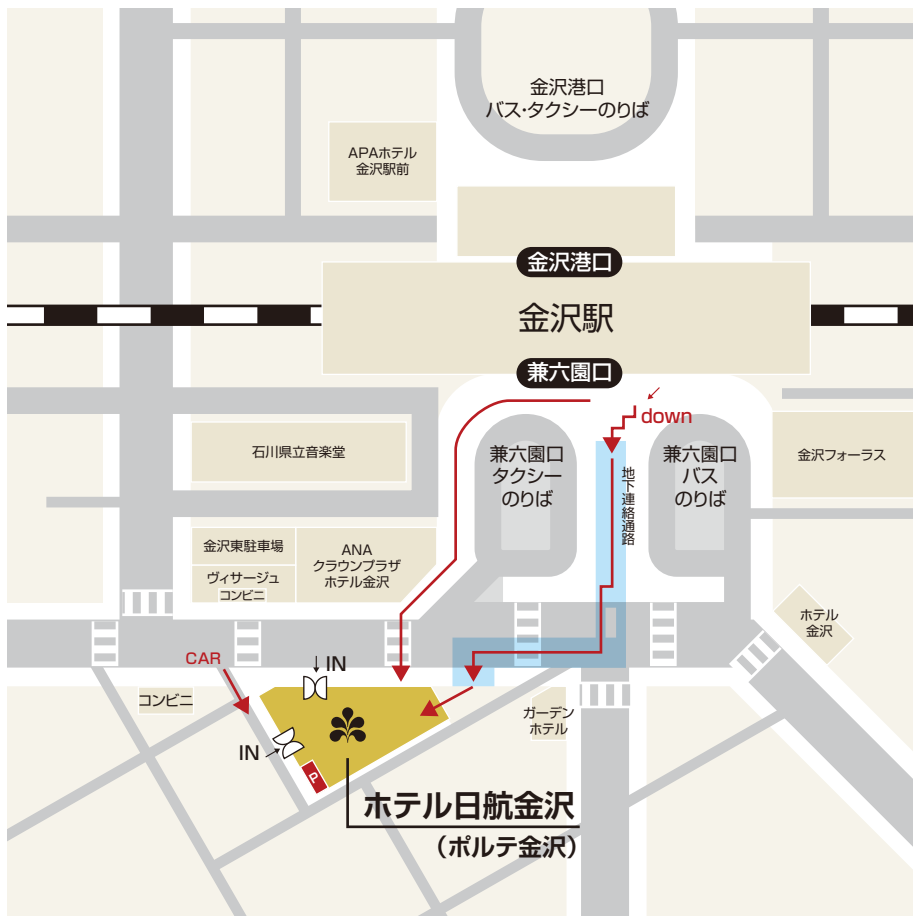 金沢港口
バス・タクシーのりば
APAホテル
金沢駅前
金沢港口
金沢駅
兼六園口
down
石川県立音楽堂
兼六園口
タクシー
のりば
地下連絡通路
兼六園口
バス
のりば
金沢フォーラス
金沢東駐車場
ヴィサージュ
コンビニ
ANA
クラウンプラザ
ホテル金沢
ホテル
金沢
CAR
IN
コンビニ
IN
P
ガーデン
ホテル
ホテル日航金沢
（ポルテ金沢）